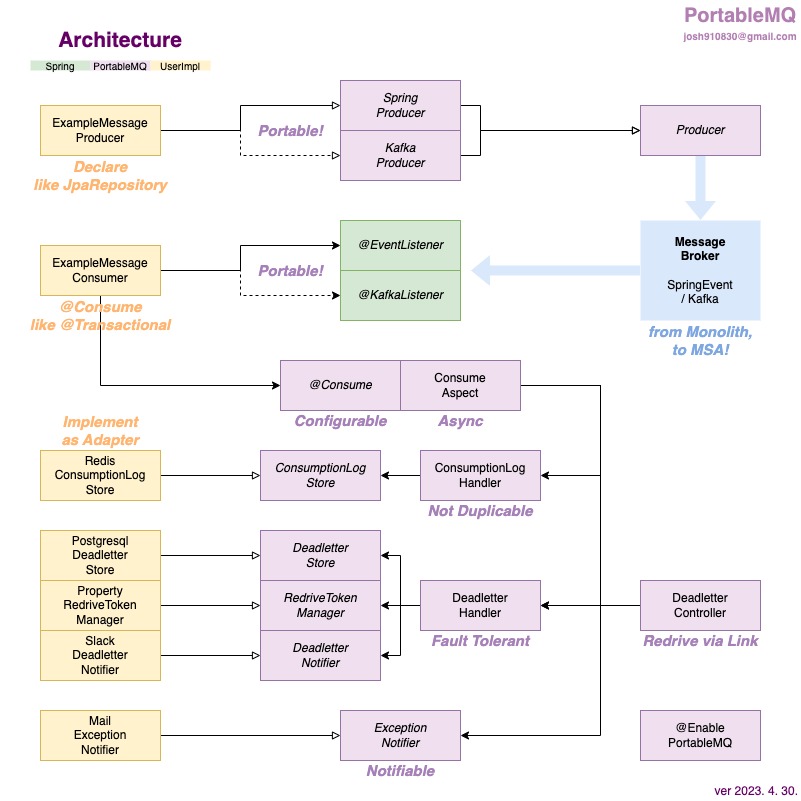 PortableMQ
josh910830@gmail.com
Architecture
Spring
PortableMQ
UserImpl
ExampleMessage
Producer
Declare
like JpaRepository
Portable!
Spring
Producer
Kafka
Producer
Producer
ExampleMessage
Consumer
@Consume
like @Transactional
Portable!
@EventListener
@KafkaListener
Message
Broker
SpringEvent
/ Kafka
from Monolith,
to MSA!
@Consume
Consume
Aspect
Configurable
Async
Implement
as Adapter
Redis
ConsumptionLog
Store
ConsumptionLog
Store
ConsumptionLog
Handler
Not Duplicable
Postgresql
Deadletter
Store
Property
RedriveToken
Manager
Slack
Deadletter
Notifier
Deadletter
Store
RedriveToken
Manager
Deadletter
Notifier
Deadletter
Handler
Fault Tolerant
Deadletter
Controller
Redrive via Link
Mail
Exception
Notifier
Exception
Notifier
Notifiable
@Enable
PortableMQ
ver 2023. 4. 30.